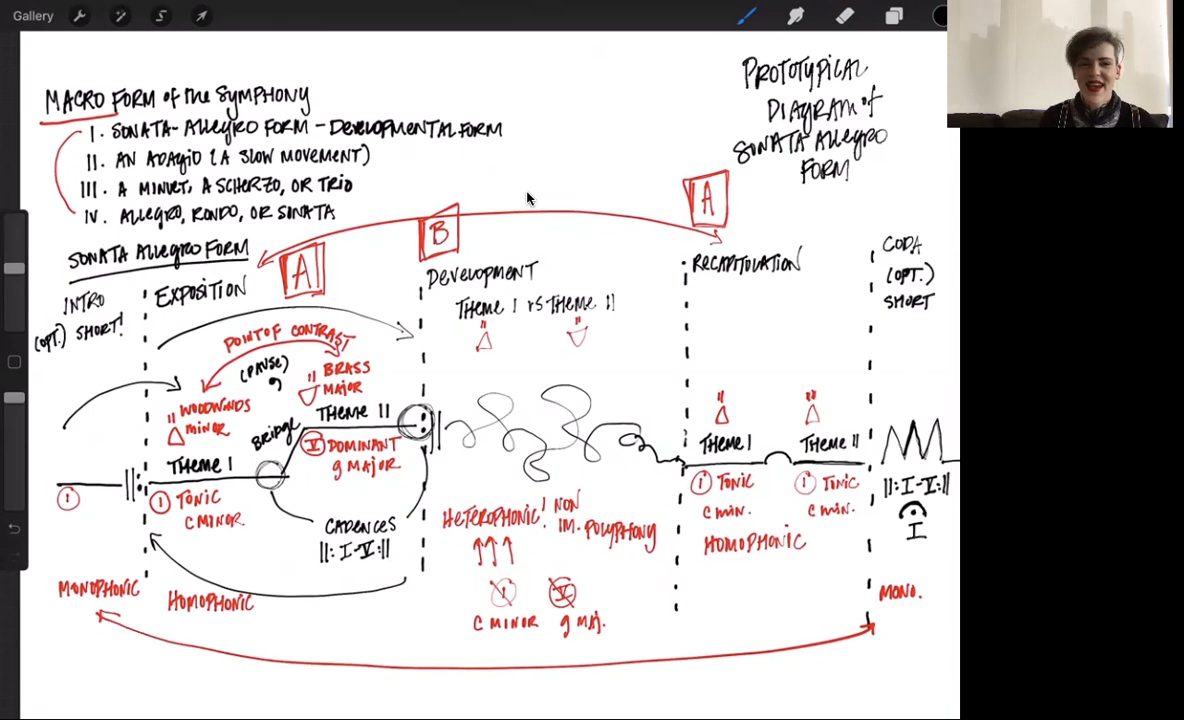 Gallery
PROTOTYPICAL
DIAGRAM of
SONATA ALLEGRO
FORM
MACRO FORM of the SYMPHONY
I. SONATA-ALLEGRO FORM - DEVELOPMENTAL FORM
II. AN ADAGIO (A SLOW MOVEMENT)
III. A MINUET, A SCHERZO, OR TRIO
IV. ALLEGRO, RONDO, OR SONATA
SONATA ALLEGRO FORM
A
B
A
INTRO
(OPT.) SHORT!
EXPOSITION
DEVELOPMENT
THEME I vs THEME II
RECAPITULATION
CODA
(OPT.)
SHORT
POINT OF CONTRAST
(PAUSE)
,
BRASS
MAJOR
WOODWINDS
MINOR
BRIDGE
THEME I
THEME II
I
I TONIC
C MINOR
V DOMINANT
g MAJOR
CADENCES
||: I-V :||
HETEROPHONIC! NON
IM. POLYPHONY
I V
C MINOR g MAJ.
THEME I
THEME II
I TONIC
C MIN.
I TONIC
C MIN.
HOMOPHONIC
||: I-V :||
I
MONOPHONIC
HOMOPHONIC
MONO.